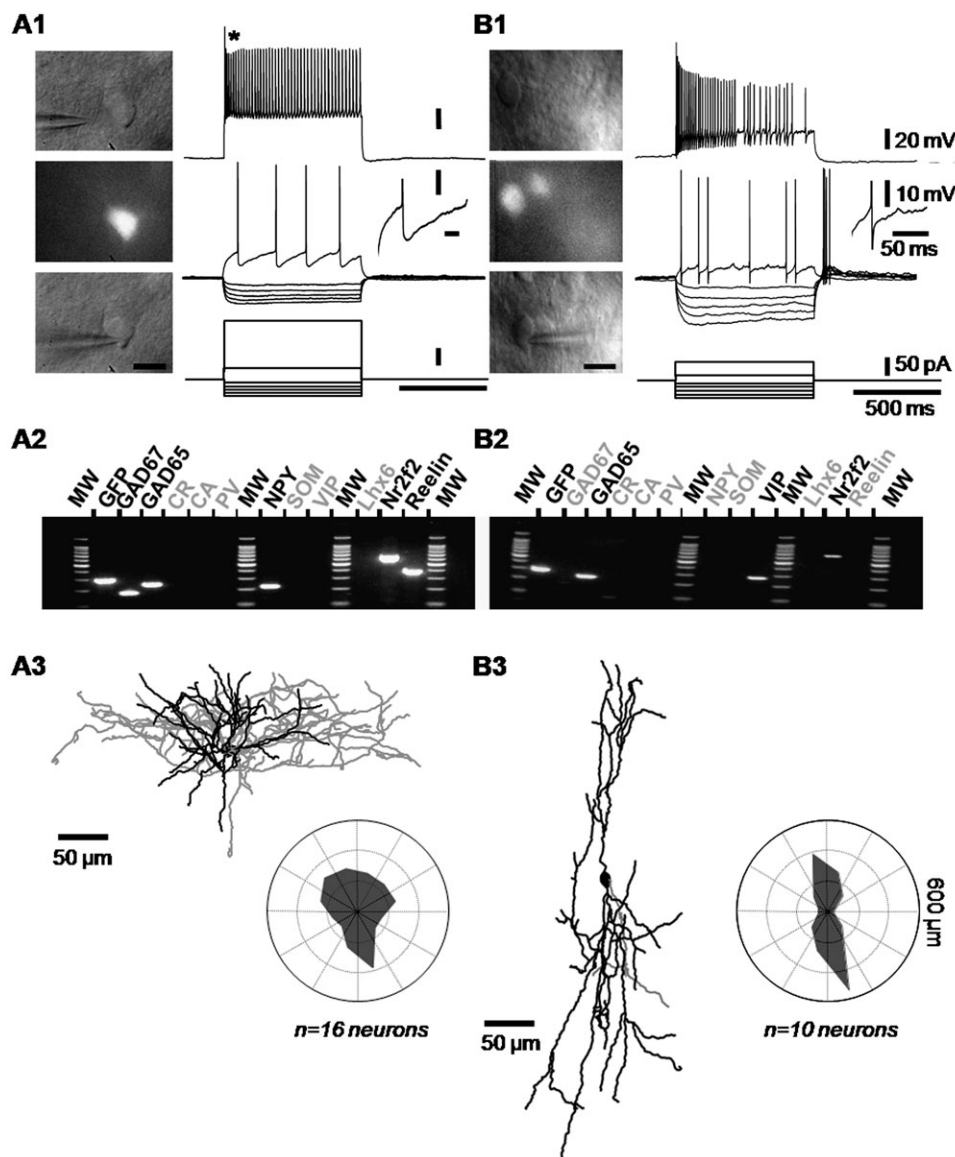 A1
*
B1
20 mV
10 mV
50 ms
50 pA
500 ms
A2
MW GFP GAD67 GAD65 CR CA PV MW NPY SOM VIP MW Lhx6 Nr2f2 Reelin MW
B2
MW GFP GAD67 GAD65 CR CA PV MW NPY SOM VIP MW Lhx6 Nr2f2 Reelin MW
A3
50 µm
n=16 neurons
B3
50 µm
600 µm
n=10 neurons